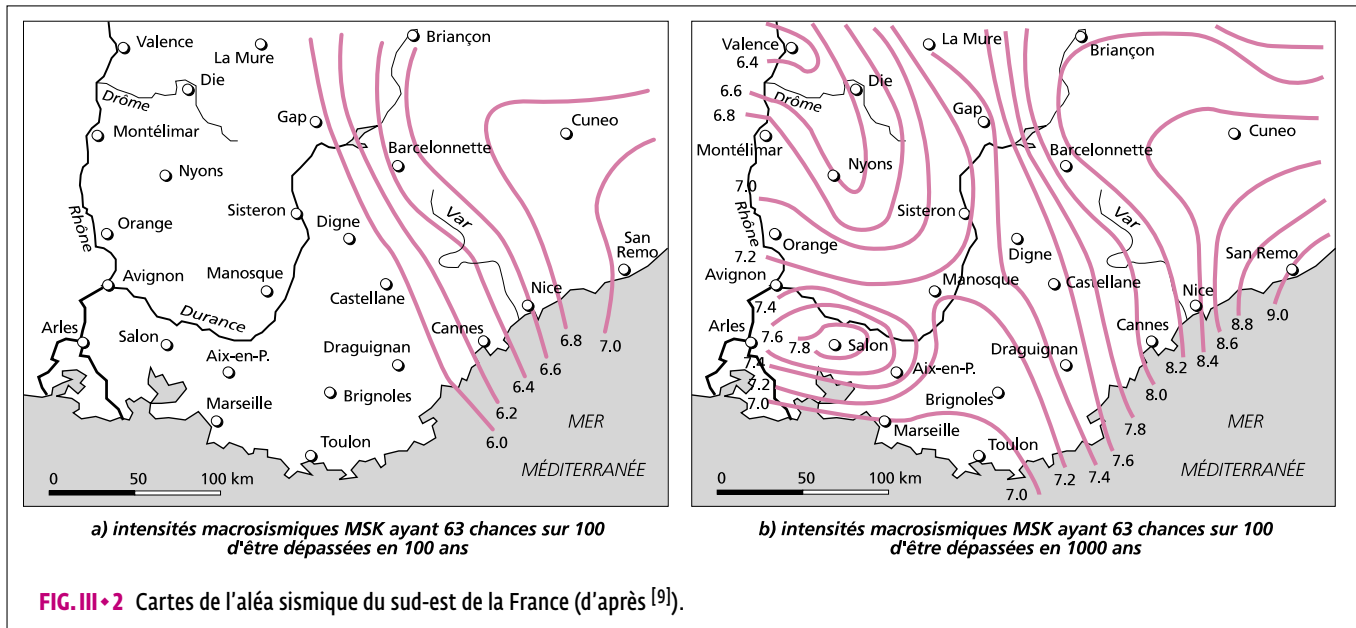 Valence
La Mure
Briançon
Die
Drôme
Montélimar
Gap
Cuneo
Barcelonnette
Nyons
Rhône
Sisteron
Digne
Var
Orange
San
Remo
Avignon
Manosque
Castellane
Nice
Durance
Arles
Salon
Cannes
6.8
7.0
Aix-en-P.
Draguignan
6.6
6.4
Brignoles
6.2
Marseille
6.0
MER
Toulon
MÉDITERRANÉE
0 50 100 km
a) intensités macrosismiques MSK ayant 63 chances sur 100
d'être dépassées en 100 ans
Valence
La Mure
Briançon
6.4
Die
6.6
Drôme
6.8
Gap
Cuneo
Montélimar
Barcelonnette
Nyons
7.0
Rhône
Sisteron
Var
Orange
Digne
7.2
San Remo
Avignon
Manosque
Castellane
Nice
7.4
Durance
8.8
9.0
Arles
7.6
8.6
7.8
Salon
Cannes
8.4
7.4
Draguignan
8.2
Aix-en-P.
7.2
8.0
7.0
Brignoles
7.8
Marseille
MER
Toulon
7.6
7.4
7.2
7.0
MÉDITERRANÉE
0 50 100 km
b) intensités macrosismiques MSK ayant 63 chances sur 100
d'être dépassées en 1000 ans
FIG. III • 2 Cartes de l'aléa sismique du sud-est de la France (d'après [9]).